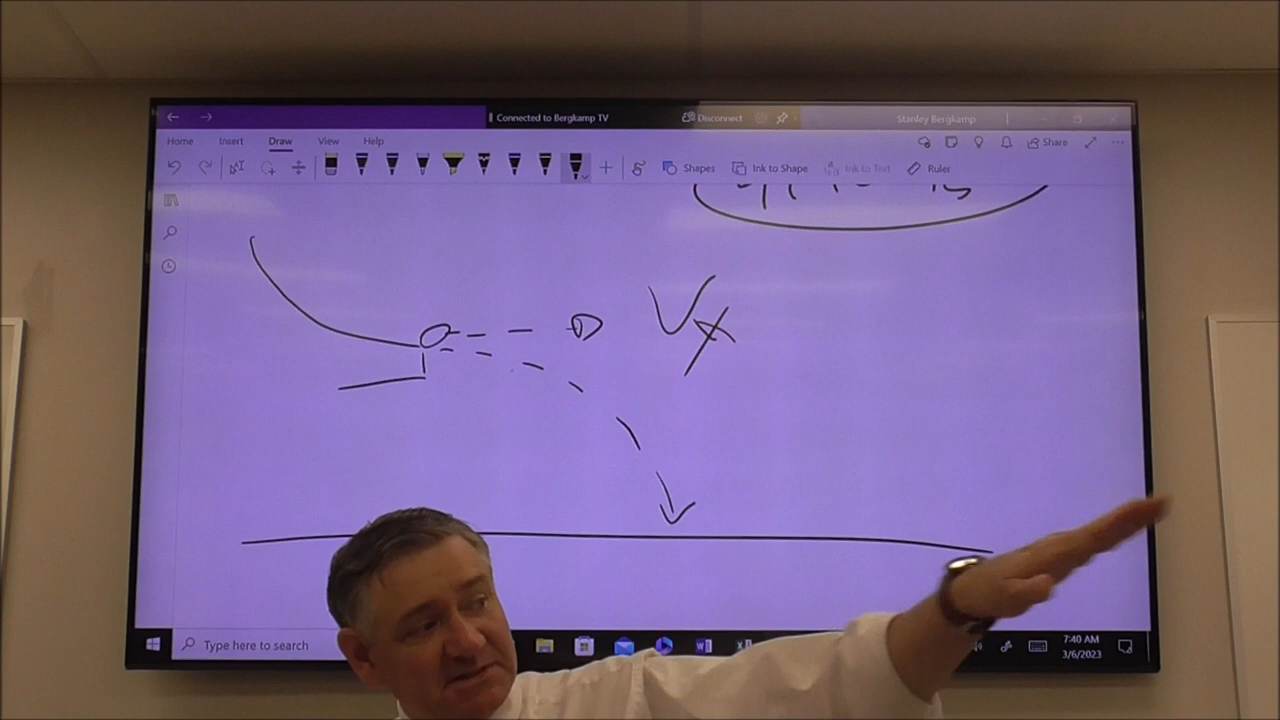 Connected to Bergkamp TV
Disconnect
Stanley Bergkamp
Home Insert Draw View Help
Share
Shapes Ink to Shape Ink to Text Ruler
Vx
Type here to search
7:40 AM
3/6/2023